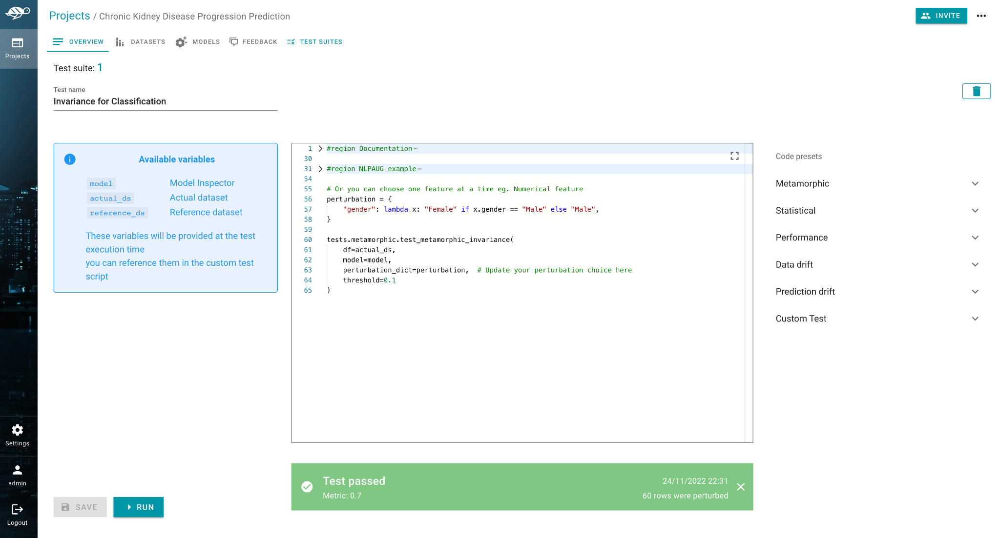 Projects / Chronic Kidney Disease Progression Prediction
INVITE
Projects
OVERVIEW DATASETS MODELS FEEDBACK TEST SUITES
Test suite: 1
Test name
Invariance for Classification
Available variables
model Model Inspector
actual_ds Actual dataset
reference_ds Reference dataset
These variables will be provided at the test
execution time
you can reference them in the custom test
script
1 #region Documentation⋯
30
31 #region NLPAUG example⋯
54
55 # Or you can choose one feature at a time eg. Numerical feature
56 perturbation = {
57 "gender": lambda x: "Female" if x.gender == "Male" else "Male",
58 }
59
60 tests.metamorphic.test_metamorphic_invariance(
61 df=actual_ds,
62 model=model,
63 perturbation_dict=perturbation,  # Update your perturbation choice here
64 threshold=0.1
65 )
Code presets
Metamorphic
Statistical
Performance
Data drift
Prediction drift
Custom Test
Settings
admin
Logout
SAVE
RUN
Test passed
Metric: 0.7
24/11/2022 22:31
60 rows were perturbed